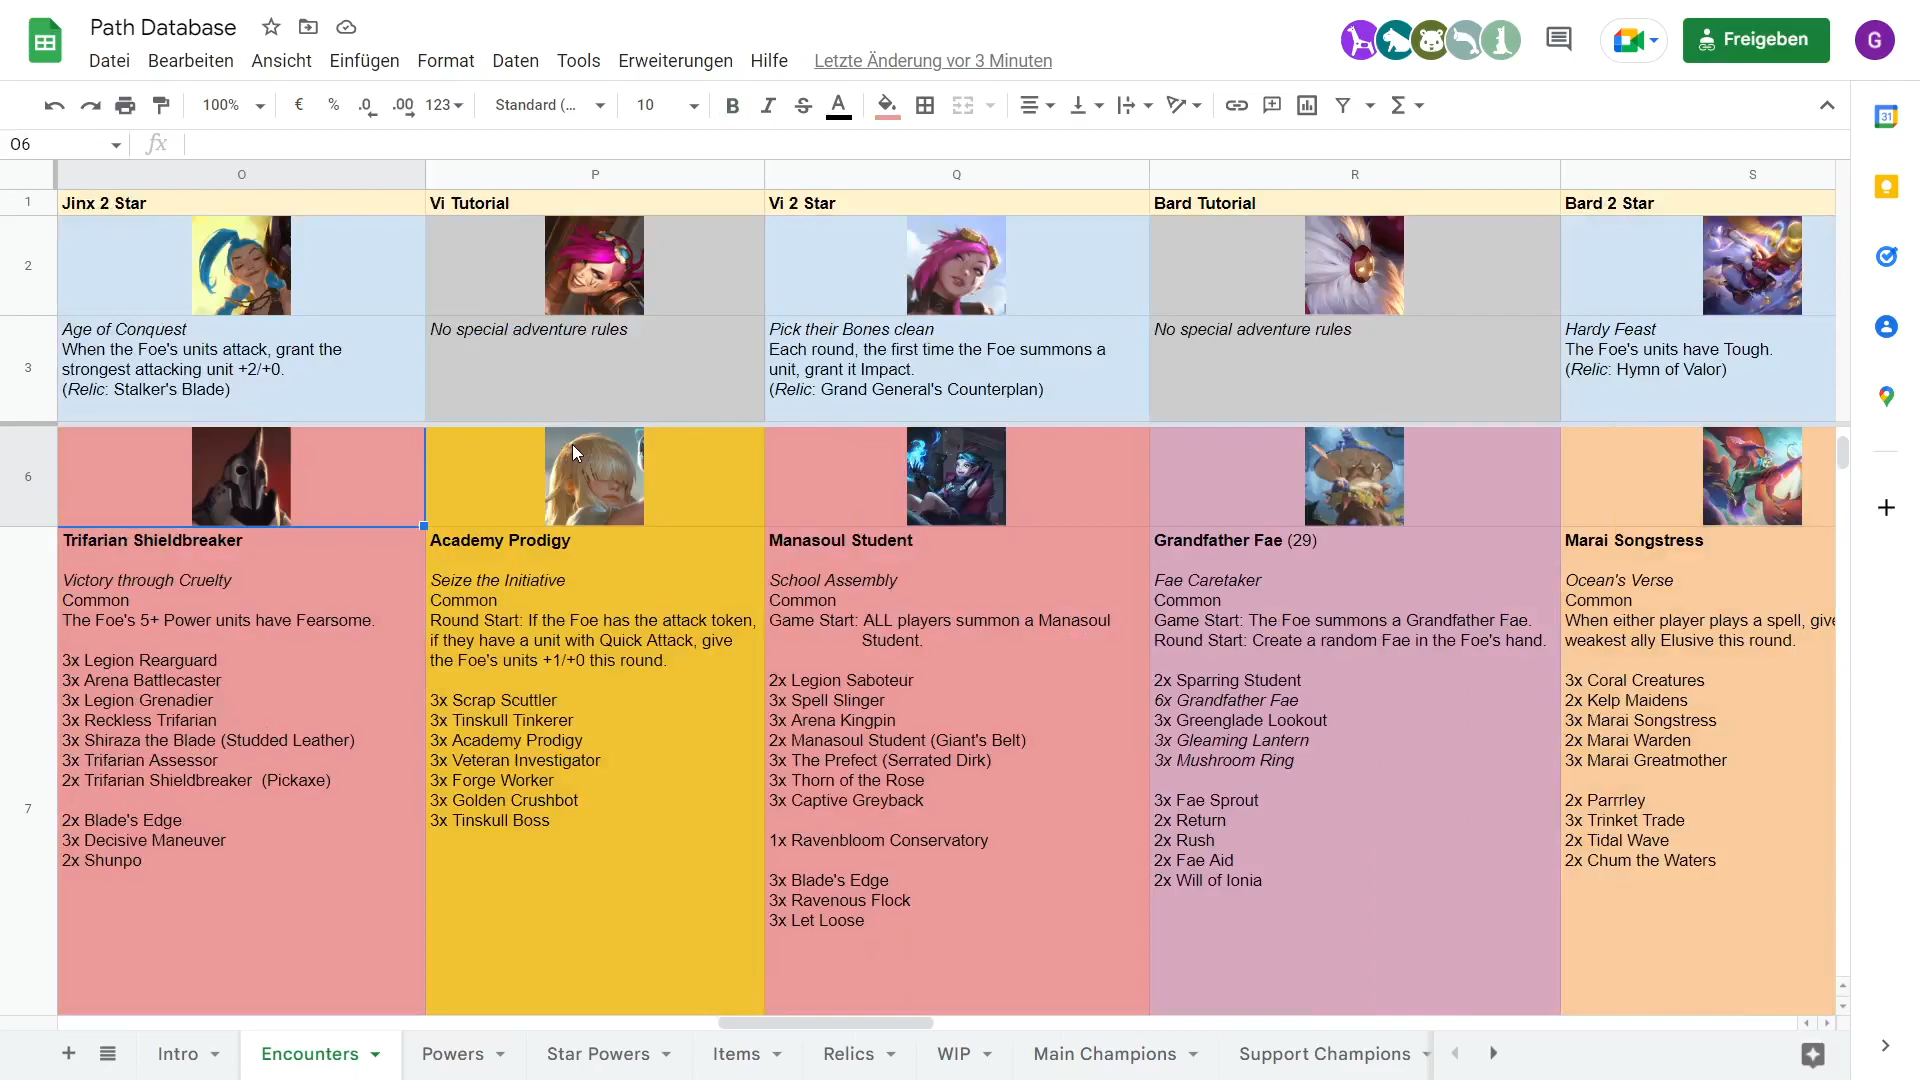 Path Database
Datei Bearbeiten Ansicht Einfügen Format Daten Tools Erweiterungen Hilfe Letzte Änderung vor 3 Minuten
Freigeben
G
100% € % .0 .00 123 Standard (... 10 B I S A
31
O6 fx
O P Q R S
1 Jinx 2 Star Vi Tutorial Vi 2 Star Bard Tutorial Bard 2 Star
2
3
Age of Conquest
When the Foe's units attack, grant the
strongest attacking unit +2/+0.
(Relic: Stalker's Blade)
No special adventure rules
Pick their Bones clean
Each round, the first time the Foe summons a
unit, grant it Impact.
(Relic: Grand General's Counterplan)
No special adventure rules
Hardy Feast
The Foe's units have Tough.
(Relic: Hymn of Valor)
6
7
Trifarian Shieldbreaker
Victory through Cruelty
Common
The Foe's 5+ Power units have Fearsome.
3x Legion Rearguard
3x Arena Battlecaster
3x Legion Grenadier
3x Reckless Trifarian
3x Shiraza the Blade (Studded Leather)
3x Trifarian Assessor
2x Trifarian Shieldbreaker (Pickaxe)
2x Blade's Edge
3x Decisive Maneuver
2x Shunpo
Academy Prodigy
Seize the Initiative
Common
Round Start: If the Foe has the attack token,
if they have a unit with Quick Attack, give
the Foe's units +1/+0 this round.
3x Scrap Scuttler
3x Tinskull Tinkerer
3x Academy Prodigy
3x Veteran Investigator
3x Forge Worker
3x Golden Crushbot
3x Tinskull Boss
Manasoul Student
School Assembly
Common
Game Start: ALL players summon a Manasoul
Student.
2x Legion Saboteur
3x Spell Slinger
3x Arena Kingpin
2x Manasoul Student (Giant's Belt)
3x The Prefect (Serrated Dirk)
3x Thorn of the Rose
3x Captive Greyback
1x Ravenbloom Conservatory
3x Blade's Edge
3x Ravenous Flock
3x Let Loose
Grandfather Fae (29)
Fae Caretaker
Common
Game Start: The Foe summons a Grandfather Fae.
Round Start: Create a random Fae in the Foe's hand.
2x Sparring Student
6x Grandfather Fae
3x Greenglade Lookout
3x Gleaming Lantern
3x Mushroom Ring
3x Fae Sprout
2x Return
2x Rush
2x Fae Aid
2x Will of Ionia
Marai Songstress
Ocean's Verse
Common
When either player plays a spell, give
weakest ally Elusive this round.
3x Coral Creatures
2x Kelp Maidens
3x Marai Songstress
2x Marai Warden
3x Marai Greatmother
2x Parrrley
3x Trinket Trade
2x Tidal Wave
2x Chum the Waters
Intro Encounters Powers Star Powers Items Relics WIP Main Champions Support Champions